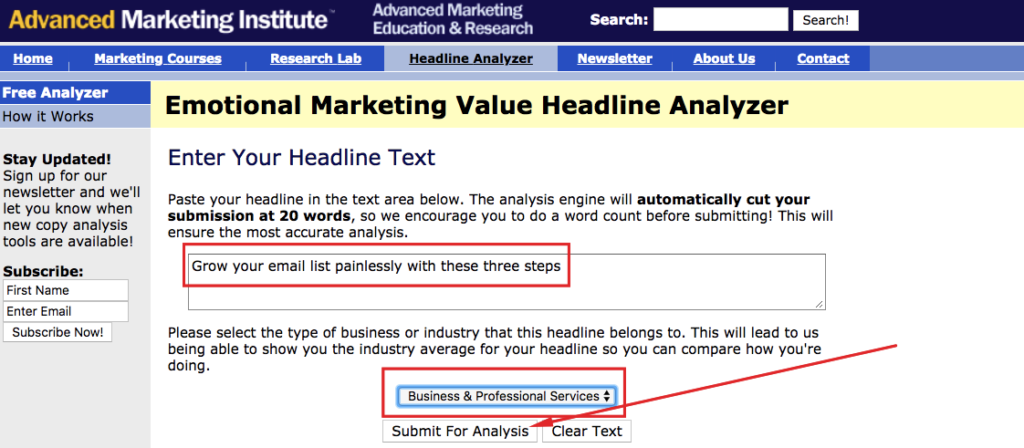 Advanced Marketing Institute™
Advanced Marketing
Education & Research
Search:
Search!
Home
Marketing Courses
Research Lab
Headline Analyzer
Newsletter
About Us
Contact
Free Analyzer
How it Works
Stay Updated!
Sign up for our
newsletter and we'll
let you know when
new copy analysis
tools are available!
Subscribe:
First Name
Enter Email
Subscribe Now!
Emotional Marketing Value Headline Analyzer
Enter Your Headline Text
Paste your headline in the text area below. The analysis engine will automatically cut your
submission at 20 words, so we encourage you to do a word count before submitting! This will
ensure the most accurate analysis.
Grow your email list painlessly with these three steps
Please select the type of business or industry that this headline belongs to. This will lead to us
being able to show you the industry average for your headline so you can compare how you're
doing.
Business & Professional Services
Submit For Analysis
Clear Text